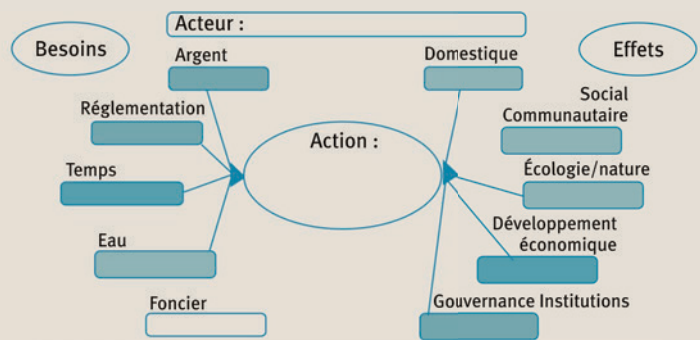 Acteur :
Besoins
Effets
Argent
Domestique
Réglementation
Social
Communautaire
Action :
Temps
Écologie/nature
Eau
Développement
économique
Foncier
Gouvernance Institutions